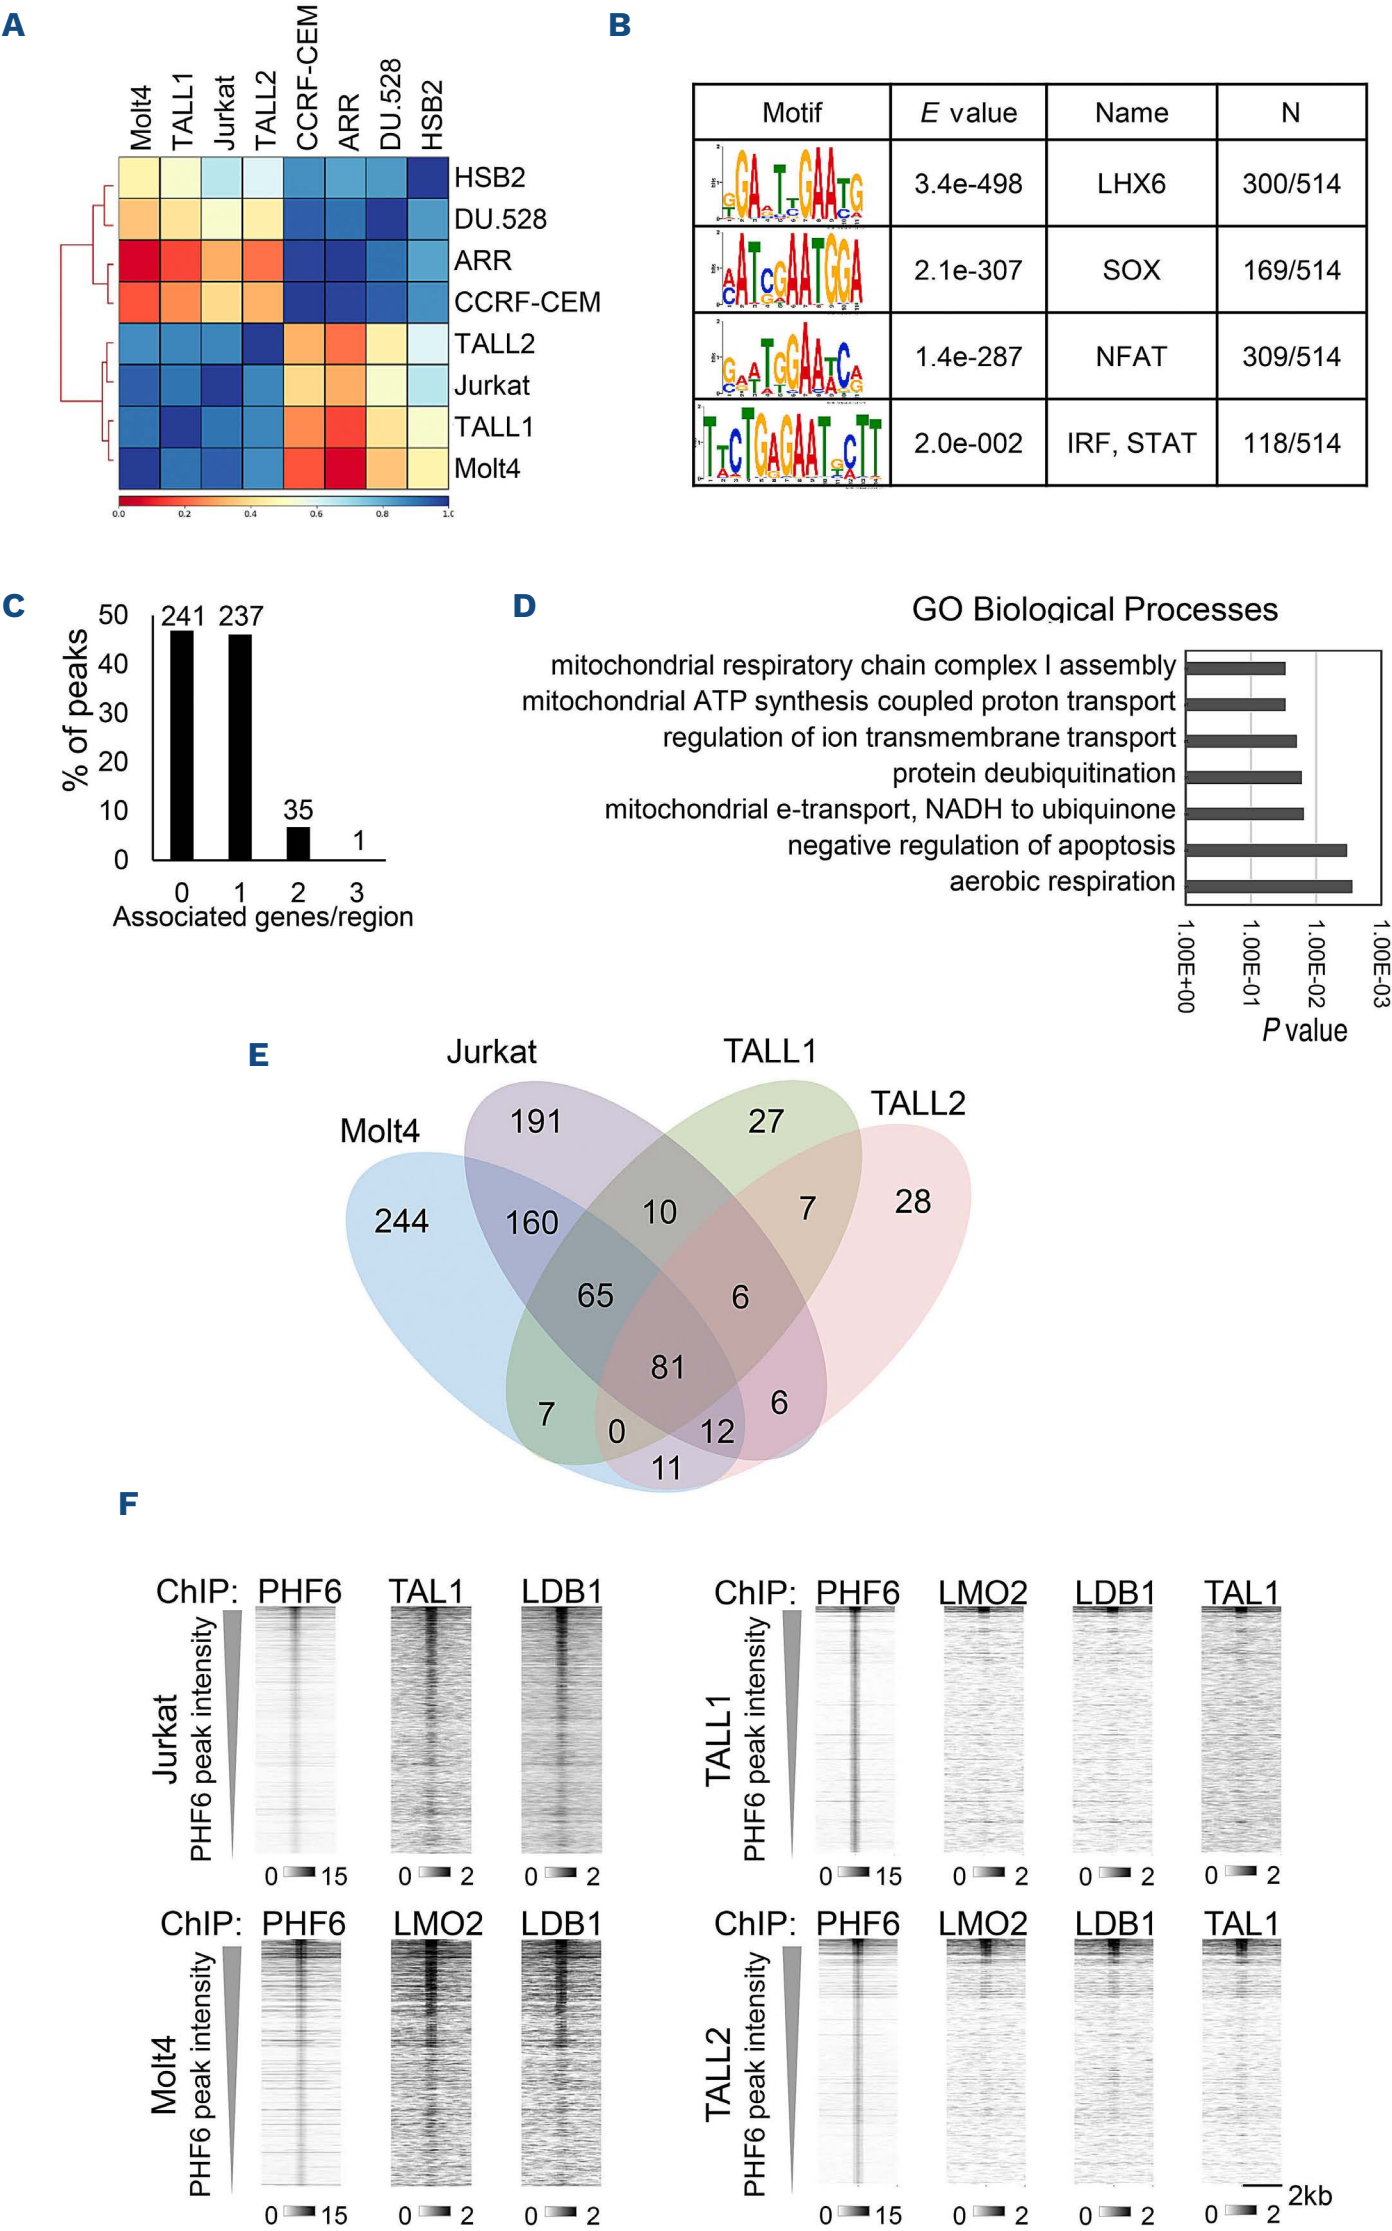 A
Molt4 TALL1 Jurkat TALL2 CCRF-CEM ARR DU.528 HSB2
HSB2
DU.528
ARR
CCRF-CEM
TALL2
Jurkat
TALL1
Molt4
0.0 0.2 0.4 0.6 0.8 1.0
B
Motif E value Name N
3.4e-498 LHX6 300/514
2.1e-307 SOX 169/514
1.4e-287 NFAT 309/514
2.0e-002 IRF, STAT 118/514
C
% of peaks
50
40
30
20
10
0
241 237 35 1
0 1 2 3
Associated genes/region
D
GO Biological Processes
mitochondrial respiratory chain complex I assembly
mitochondrial ATP synthesis coupled proton transport
regulation of ion transmembrane transport
protein deubiquitination
mitochondrial e-transport, NADH to ubiquinone
negative regulation of apoptosis
aerobic respiration
1.00E+00 1.00E-01 1.00E-02 1.00E-03
P value
E
Jurkat TALL1
Molt4 TALL2
191 27
244 160 10 7 28
65 6
81
7 0 12 6
11
F
ChIP: PHF6 TAL1 LDB1
Jurkat
PHF6 peak intensity
0 15 0 2 0 2
ChIP: PHF6 LMO2 LDB1 TAL1
TALL1
PHF6 peak intensity
0 15 0 2 0 2 0 2
ChIP: PHF6 LMO2 LDB1
Molt4
PHF6 peak intensity
0 15 0 2 0 2
ChIP: PHF6 LMO2 LDB1 TAL1
TALL2
PHF6 peak intensity
0 15 0 2 0 2 0 2
2kb